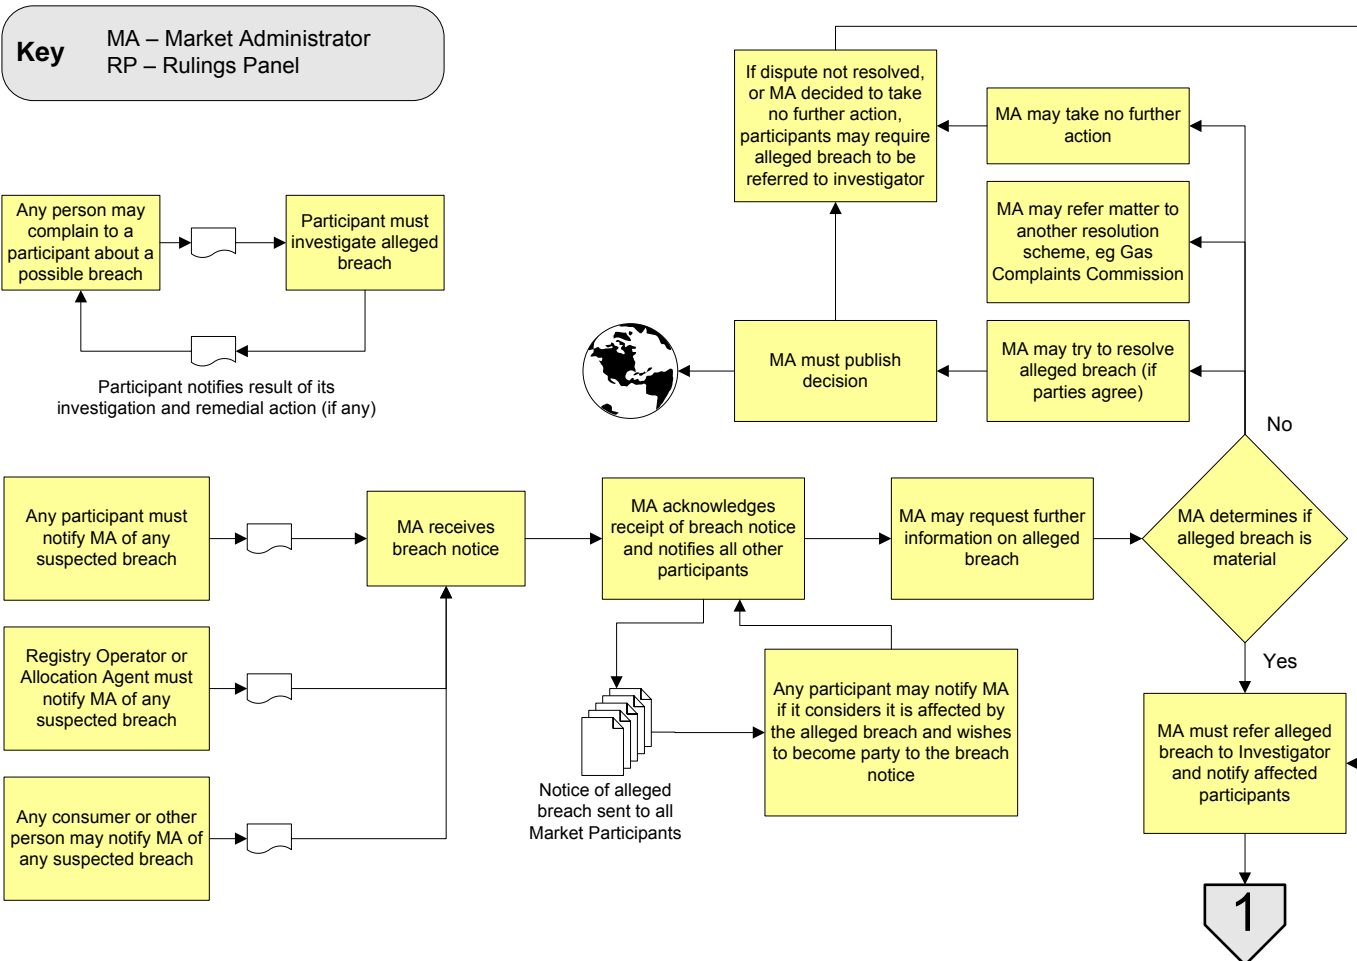 Key
MA – Market Administrator
RP – Rulings Panel
If dispute not resolved,
or MA decided to take
no further action,
participants may require
alleged breach to be
referred to investigator
MA may take no further
action
Any person may
complain to a
participant about a
possible breach
Participant must
investigate alleged
breach
MA may refer matter to
another resolution
scheme, eg Gas
Complaints Commission
Participant notifies result of its
investigation and remedial action (if any)
MA must publish
decision
MA may try to resolve
alleged breach (if
parties agree)
No
Any participant must
notify MA of any
suspected breach
MA receives
breach notice
MA acknowledges
receipt of breach notice
and notifies all other
participants
MA may request further
information on alleged
breach
MA determines if
alleged breach is
material
Yes
Registry Operator or
Allocation Agent must
notify MA of any
suspected breach
Any participant may notify MA
if it considers it is affected by
the alleged breach and wishes
to become party to the breach
notice
MA must refer alleged
breach to Investigator
and notify affected
participants
Notice of alleged
breach sent to all
Market Participants
Any consumer or other
person may notify MA of
any suspected breach
1